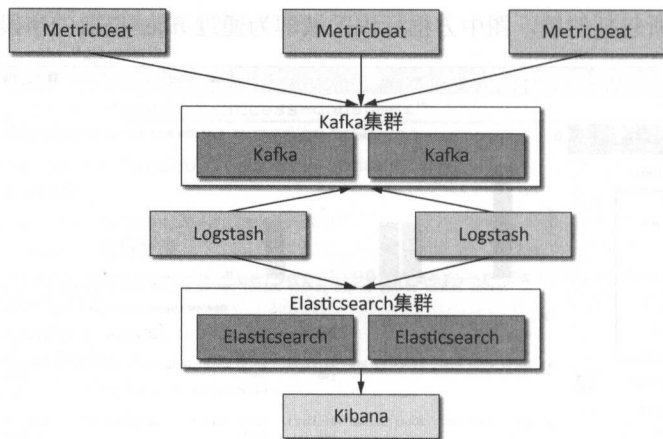 Metricbeat Metricbeat Metricbeat
Kafka集群
Kafka Kafka
Logstash Logstash
Elasticsearch集群
Elasticsearch Elasticsearch
Kibana